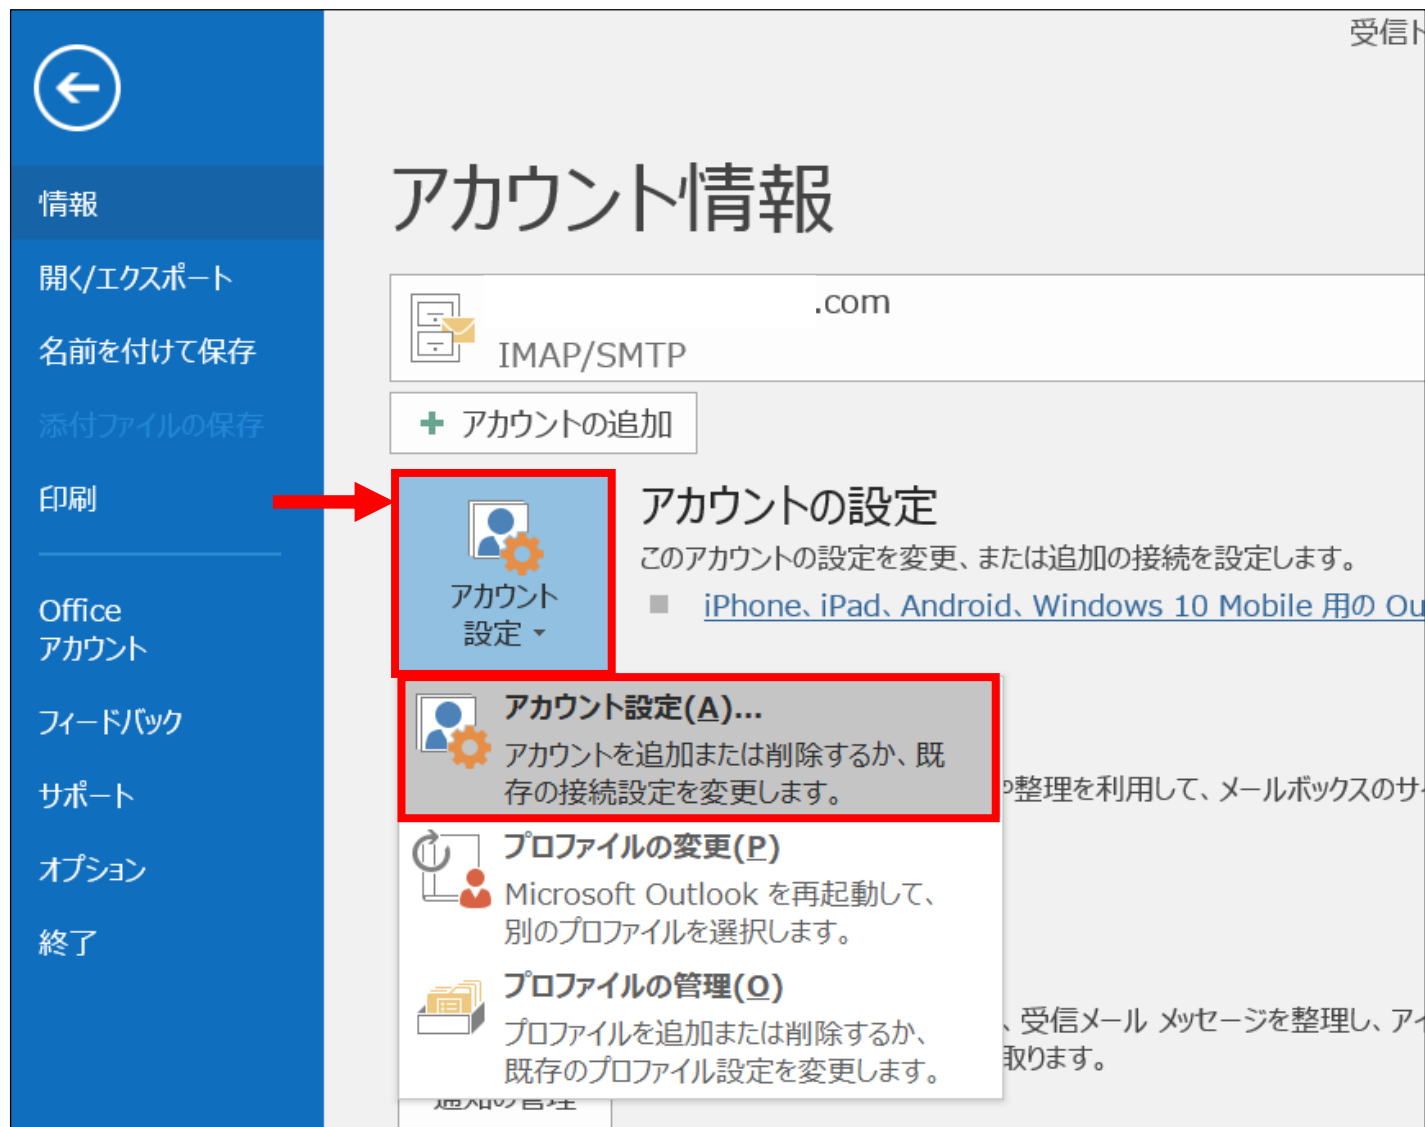 受信
アカウント情報
情報
開く/エクスポート
名前を付けて保存
添付ファイルの保存
印刷
Office
アカウント
フィードバック
サポート
オプション
終了
.com
IMAP/SMTP
アカウントの追加
アカウント
設定
アカウントの設定
このアカウントの設定を変更、または追加の接続を設定します。
iPhone、iPad、Android、Windows 10 Mobile 用の Ou
アカウント設定(A)...
アカウントを追加または削除するか、既
存の接続設定を変更します。
整理を利用して、メールボックスのサ
プロファイルの変更(P)
Microsoft Outlook を再起動して、
別のプロファイルを選択します。
プロファイルの管理(O)
プロファイルを追加または削除するか、
既存のプロファイル設定を変更します。
、受信メール メッセージを整理し、ア
取ります。
通知の管理